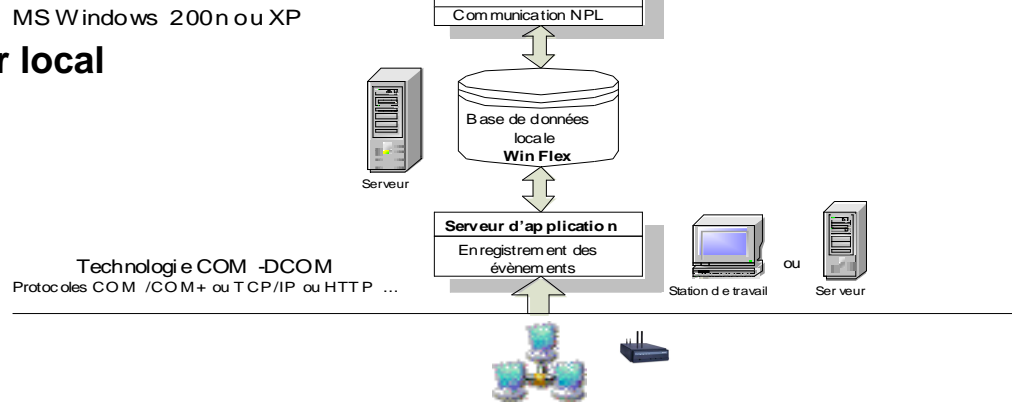 MS Windows 200n ou XP
Communication NPL
r local
Base de données
locale
Win Flex
Serveur
Serveur d'application
Enregistrement des
évènements
Technologie COM -DCOM
Protocoles COM /COM+ ou TCP/IP ou HTTP ...
ou
Station de travail
Serveur